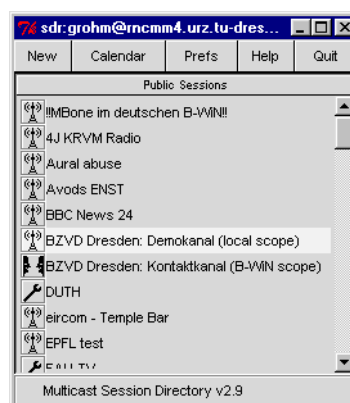 sdr:grohm@rncmm4.urz.tu-dres...
New Calendar Prefs Help Quit
Public Sessions
!!MBone im deutschen B-WiN!!
4J KRVM Radio
Aural abuse
Avods ENST
BBC News 24
BZVD Dresden: Demokanal (local scope)
BZVD Dresden: Kontaktkanal (B-WiN scope)
DUTH
eircom - Temple Bar
EPFL test
Multicast Session Directory v2.9